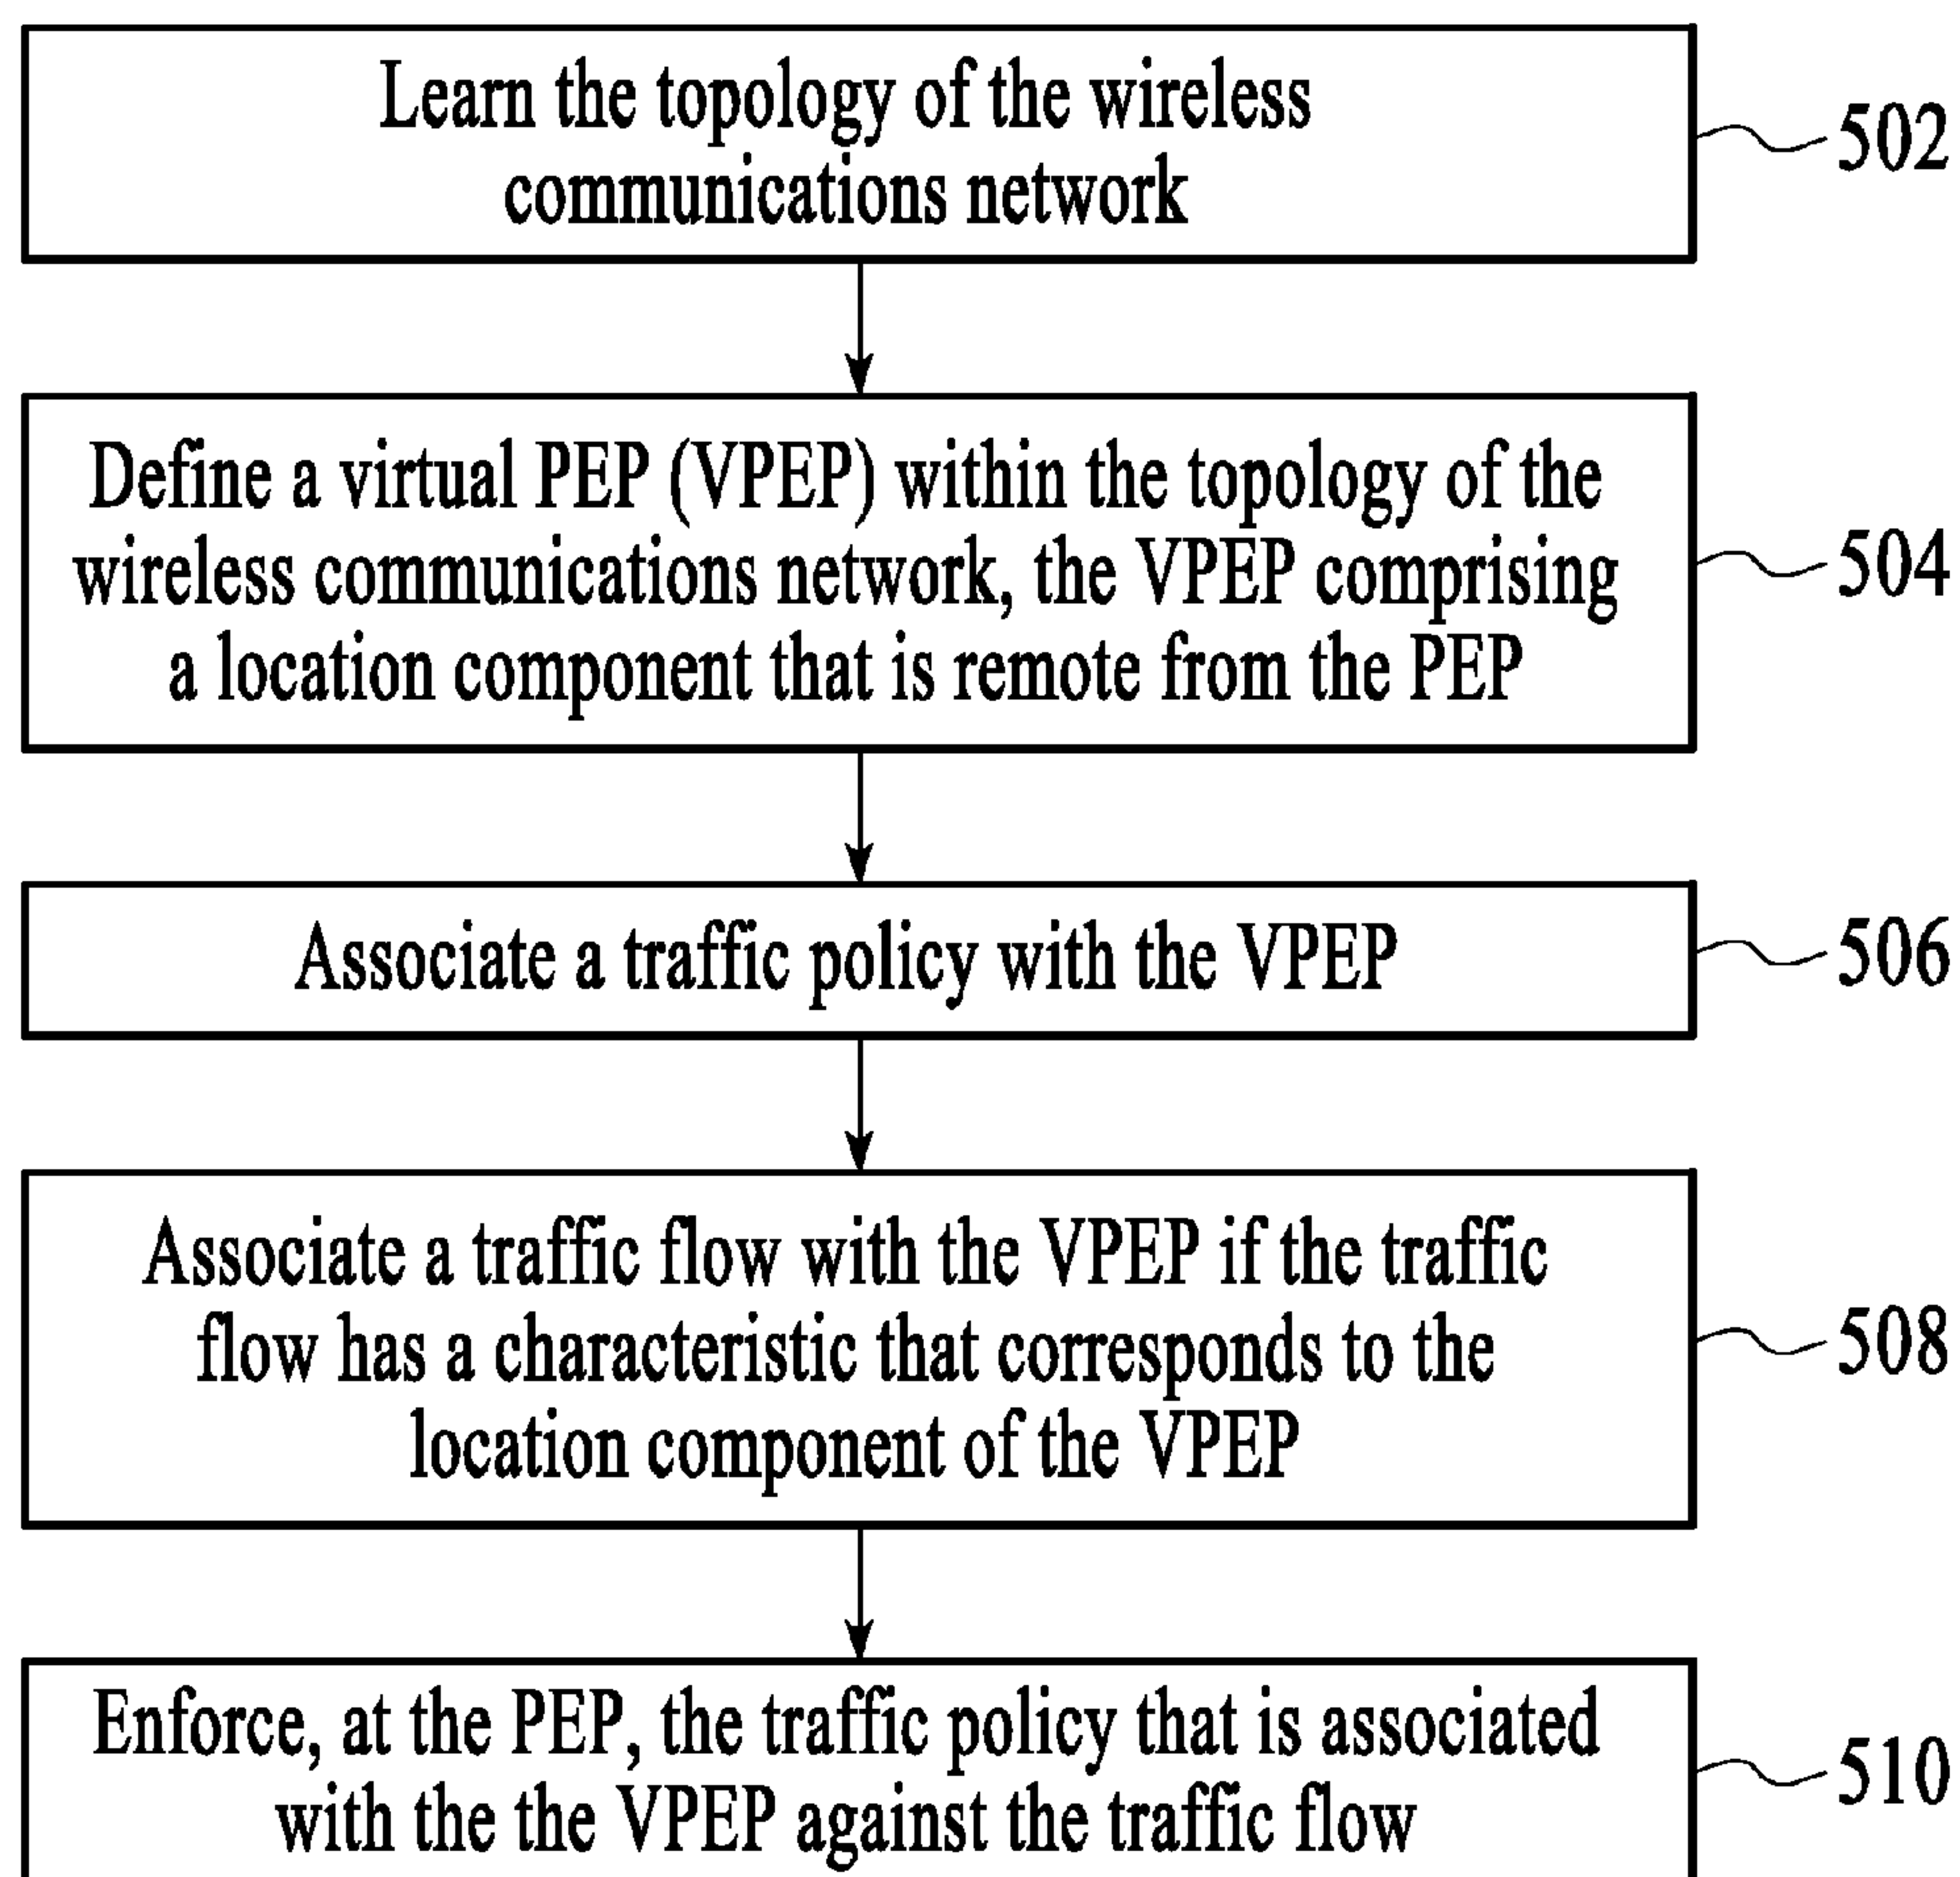 Learn the topology of the wireless
communications network
502
Define a virtual PEP (VPEP) within the topology of the
wireless communications network, the VPEP comprising
a location component that is remote from the PEP
504
Associate a traffic policy with the VPEP
506
Associate a traffic flow with the VPEP if the traffic
flow has a characteristic that corresponds to the
location component of the VPEP
508
Enforce, at the PEP, the traffic policy that is associated
with the the VPEP against the traffic flow
510